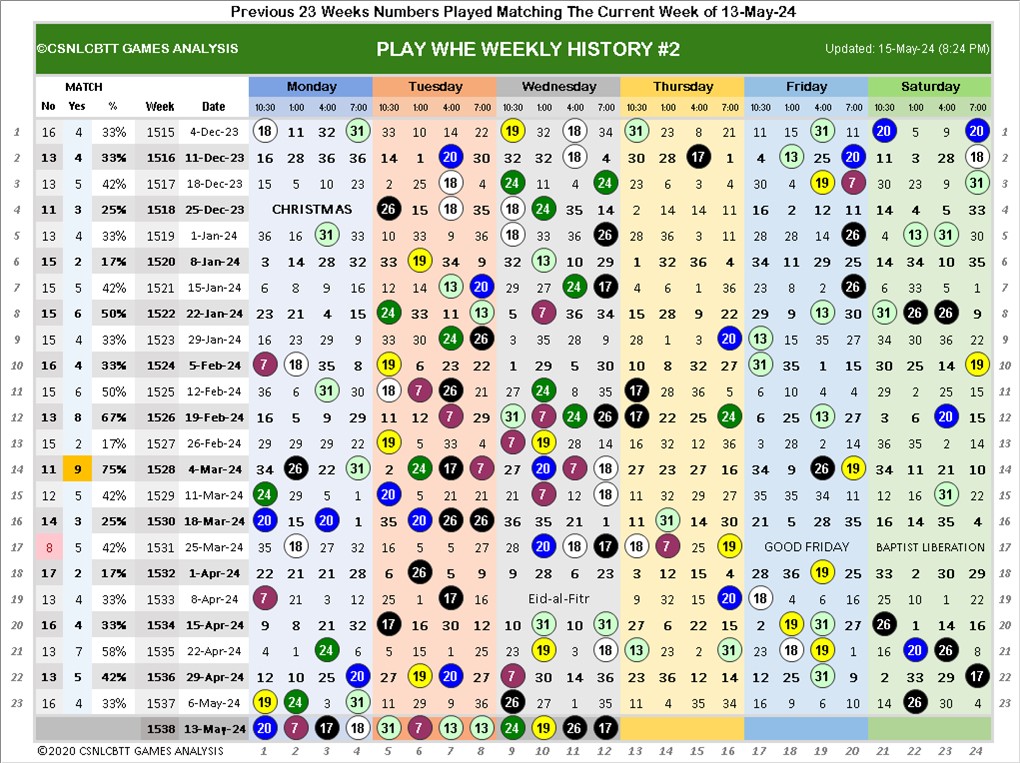 Previous 23 Weeks Numbers Played Matching The Current Week of 13-May-24
©CSNLCBTT GAMES ANALYSIS PLAY WHE WEEKLY HISTORY #2 Updated: 15-May-24 (8:24 PM)
MATCH Monday Tuesday Wednesday Thursday Friday Saturday
No Yes % Week Date 10:30 1:00 4:00 7:00 10:30 1:00 4:00 7:00 10:30 1:00 4:00 7:00 10:30 1:00 4:00 7:00 10:30 1:00 4:00 7:00 10:30 1:00 4:00 7:00
1 16 4 33% 1515 4-Dec-23 18 11 32 31 33 10 14 22 19 32 18 34 31 23 8 21 11 15 31 11 20 5 9 20 1
2 13 4 33% 1516 11-Dec-23 16 28 36 36 14 1 20 30 32 32 18 4 30 28 17 1 4 13 25 20 11 3 28 18 2
3 13 5 42% 1517 18-Dec-23 15 5 10 23 2 25 18 4 24 11 4 24 23 6 3 4 30 4 19 7 30 23 9 31 3
4 11 3 25% 1518 25-Dec-23 CHRISTMAS 26 15 18 35 18 24 35 14 2 14 14 11 16 2 12 11 14 4 5 33 4
5 13 4 33% 1519 1-Jan-24 36 16 31 33 10 33 9 36 18 33 36 26 28 36 3 11 28 28 14 26 4 13 31 30 5
6 15 2 17% 1520 8-Jan-24 3 14 28 32 33 19 34 9 32 13 10 29 1 32 36 4 34 11 29 25 14 34 10 35 6
7 15 5 42% 1521 15-Jan-24 6 8 9 16 12 14 13 20 29 27 24 17 4 6 1 36 23 8 2 26 6 33 5 1 7
8 15 6 50% 1522 22-Jan-24 23 21 4 15 24 33 11 13 5 7 36 34 15 28 9 22 29 9 13 30 31 26 26 9 8
9 15 4 33% 1523 29-Jan-24 16 23 29 9 33 30 24 26 3 35 28 9 28 1 3 20 13 15 35 27 34 30 36 22 9
10 16 4 33% 1524 5-Feb-24 7 18 35 8 19 6 23 22 1 29 5 30 10 8 32 27 31 35 1 15 30 25 14 19 10
11 15 6 50% 1525 12-Feb-24 36 6 31 30 18 7 26 21 27 24 8 35 17 28 36 5 6 10 4 4 29 2 25 15 11
12 13 8 67% 1526 19-Feb-24 16 5 9 29 11 12 7 29 31 7 24 26 17 22 25 24 6 25 13 27 3 6 20 15 12
13 15 2 17% 1527 26-Feb-24 29 29 29 22 19 5 33 4 7 19 28 14 16 32 12 36 3 28 2 14 36 35 2 14 13
14 11 9 75% 1528 4-Mar-24 34 26 22 31 2 24 17 7 27 20 7 18 27 23 27 16 34 9 26 19 34 11 21 10 14
15 12 5 42% 1529 11-Mar-24 24 29 5 1 20 5 21 21 21 7 12 18 11 32 29 27 35 35 34 11 12 16 31 22 15
16 14 3 25% 1530 18-Mar-24 20 15 20 1 35 20 26 26 36 35 21 1 11 31 14 30 21 5 28 35 16 14 35 4 16
17 8 5 42% 1531 25-Mar-24 35 18 27 32 16 5 5 27 28 20 18 17 18 7 25 19 GOOD FRIDAY BAPTIST LIBERATION 17
18 17 2 17% 1532 1-Apr-24 22 21 21 28 6 26 5 9 28 6 6 23 3 12 15 4 28 36 19 25 33 2 30 29 18
19 13 4 33% 1533 8-Apr-24 7 21 3 12 25 1 17 16 Eid-al-Fitr 9 32 15 20 18 4 6 16 25 10 1 22 19
20 16 4 33% 1534 15-Apr-24 9 8 21 32 17 16 30 12 10 31 10 31 27 6 22 15 2 19 31 27 26 1 14 16 20
21 13 7 58% 1535 22-Apr-24 4 1 24 6 5 15 1 25 23 19 3 18 13 23 2 31 23 18 19 1 16 20 26 8 21
22 13 5 42% 1536 29-Apr-24 12 10 25 20 27 19 20 27 7 30 14 36 23 36 12 14 12 25 31 9 2 33 29 17 22
23 16 4 33% 1537 6-May-24 19 24 3 31 11 29 9 36 26 27 1 35 11 4 35 34 16 9 6 10 14 26 30 4 23
1538 13-May-24 20 7 17 18 31 7 13 13 24 19 26 17
©2020 CSNLCBTT GAMES ANALYSIS 1 2 3 4 5 6 7 8 9 10 11 12 13 14 15 16 17 18 19 20 21 22 23 24